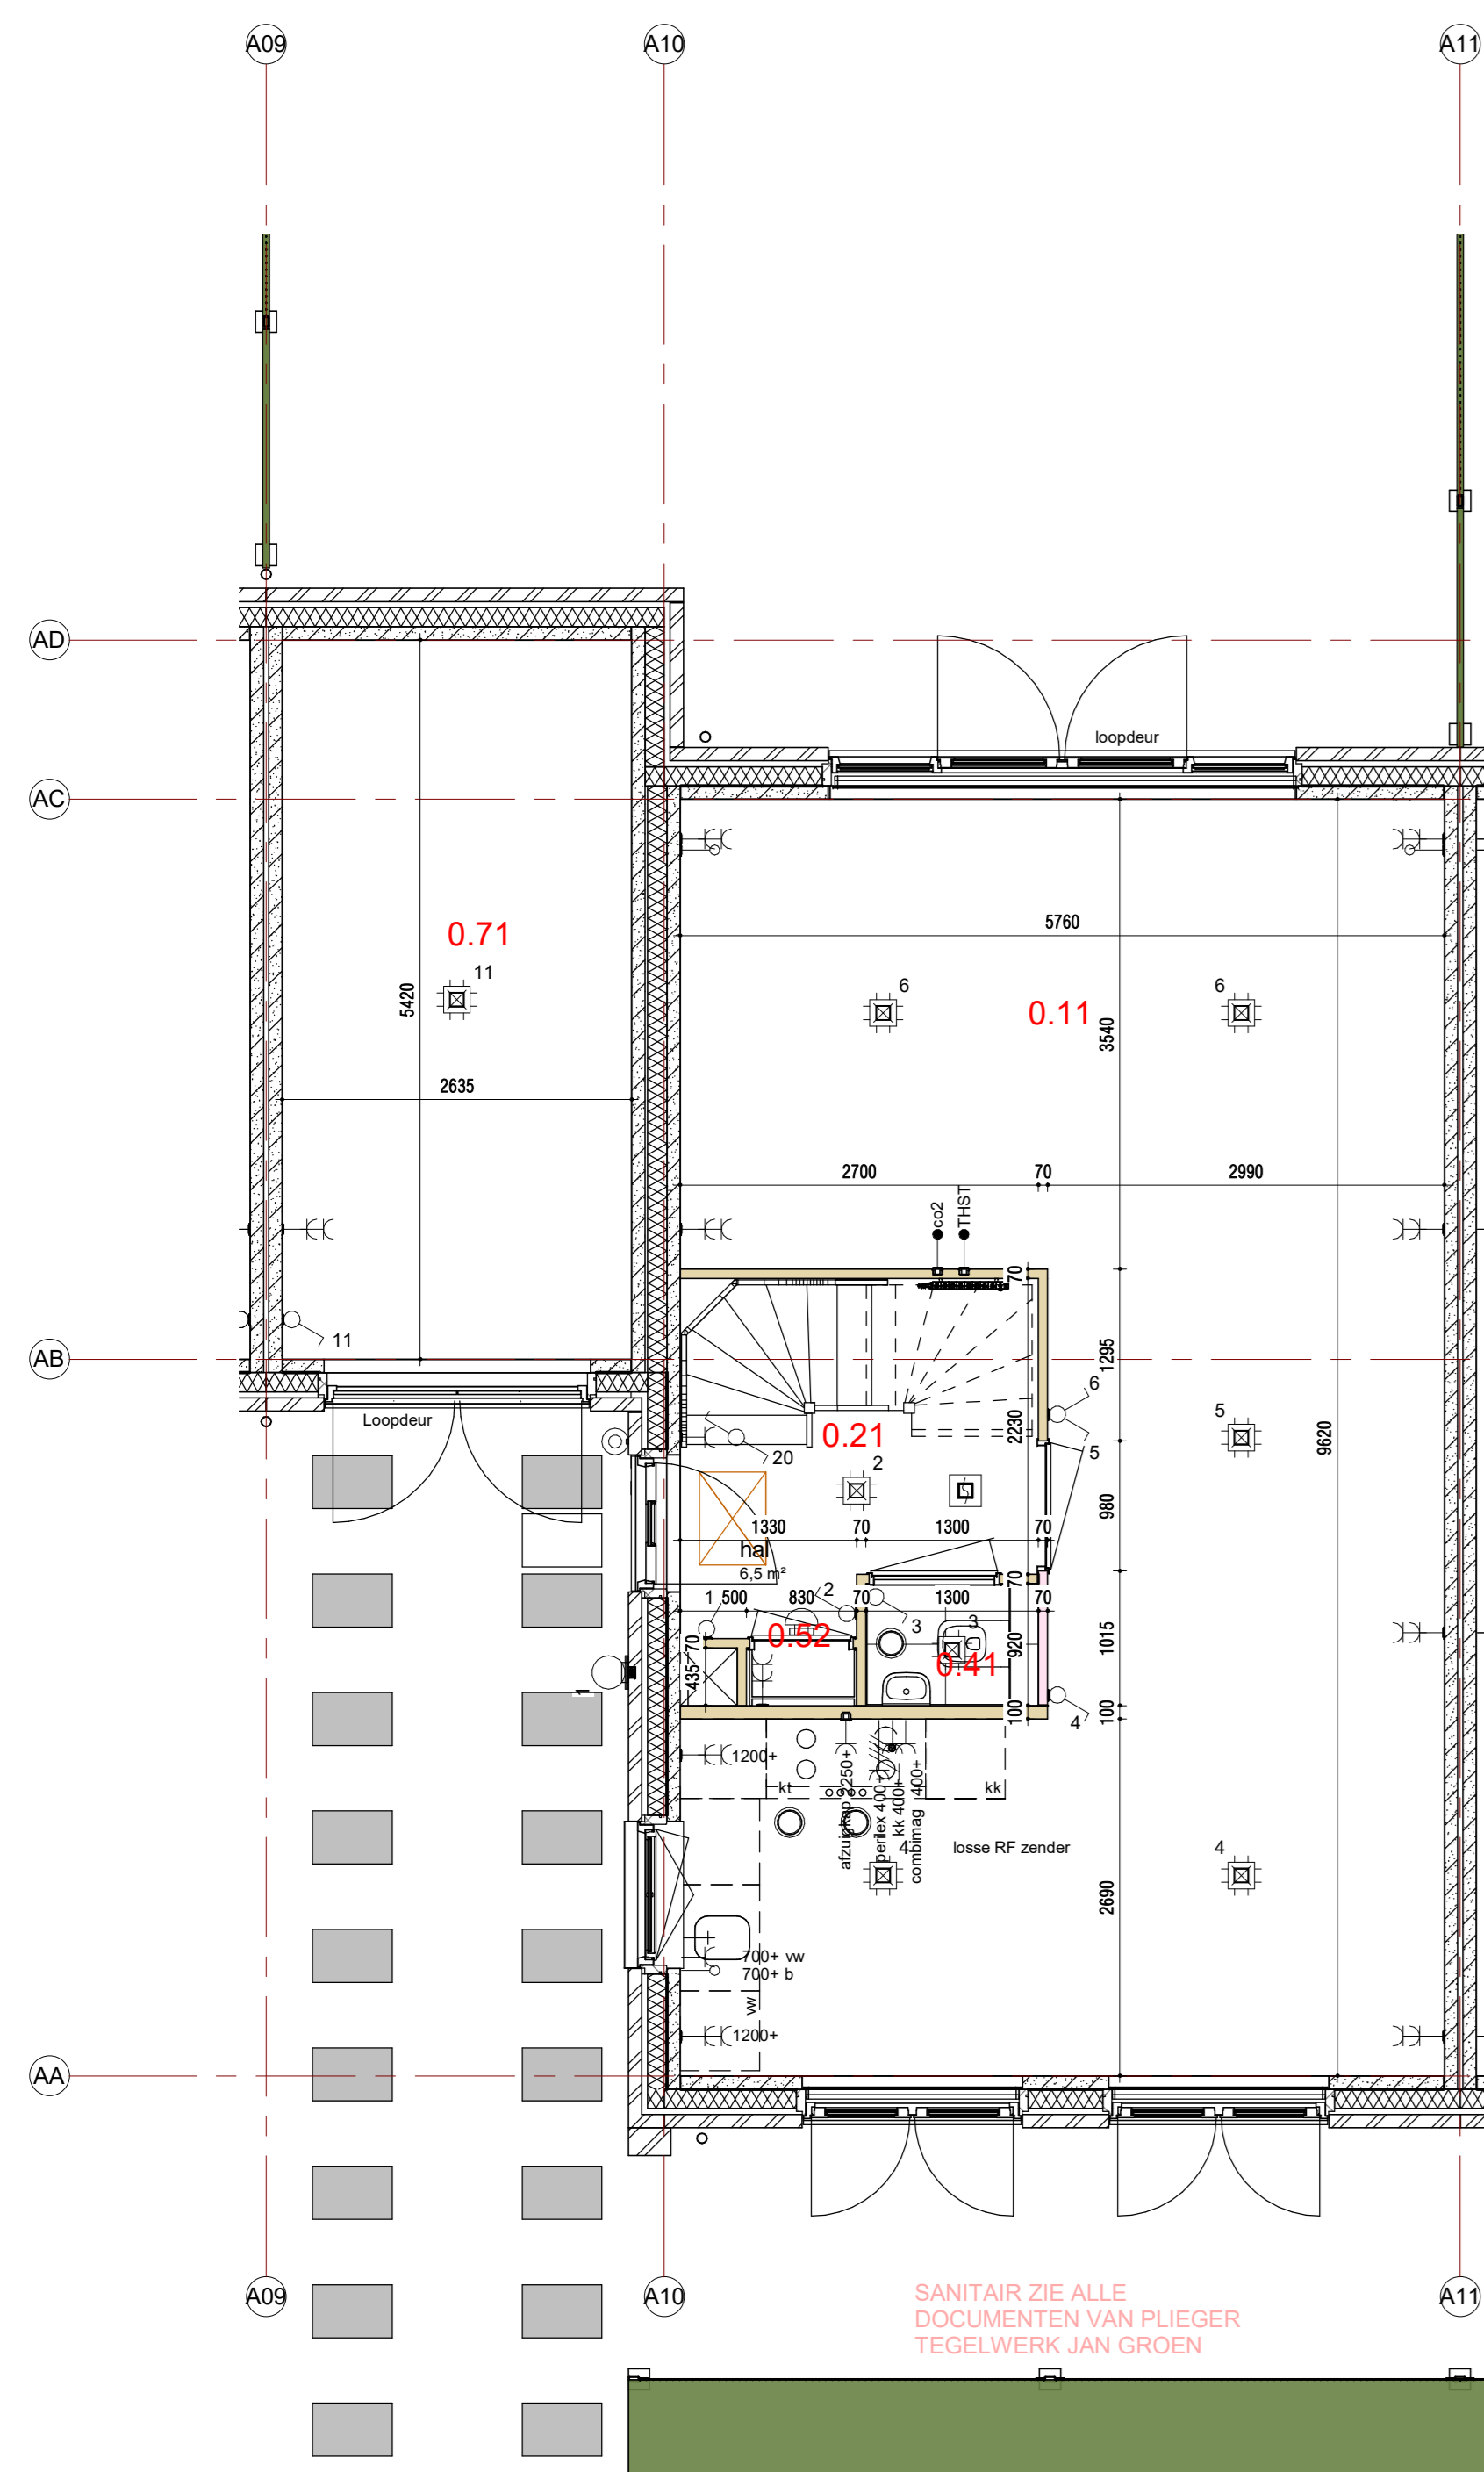 A09
A10
A11
AD
loopdeur
AC
5760
0.71
11
6
6
0.11
5420
3540
2635
2700
70
2990
co2
THST
70
11
AB
1295
6
Loopdeur
5
0.21
2230
5
9620
20
2
980
1330
70
1300
70
hal
6,5 m²
70
1
500
830
2
70
1300
70
3
3
0.52
920
1015
70
0.41
435
100
4
100
1200+
kt
kk
afzuigkap 2250+
perilex 400+
kk 400+
combimag 400+
4
losse RF zender
4
2690
700+ vw
700+ b
vw
1200+
AA
A09
A10
A11
SANITAIR ZIE ALLE
DOCUMENTEN VAN PLIEGER
TEGELWERK JAN GROEN